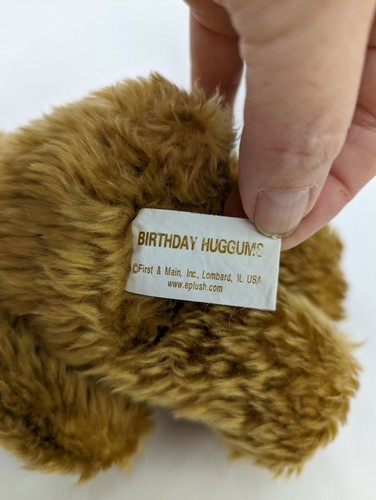 BIRTHDAY HUGGUMS
©First & Main, Inc., Lombard, IL USA
www.eplush.com